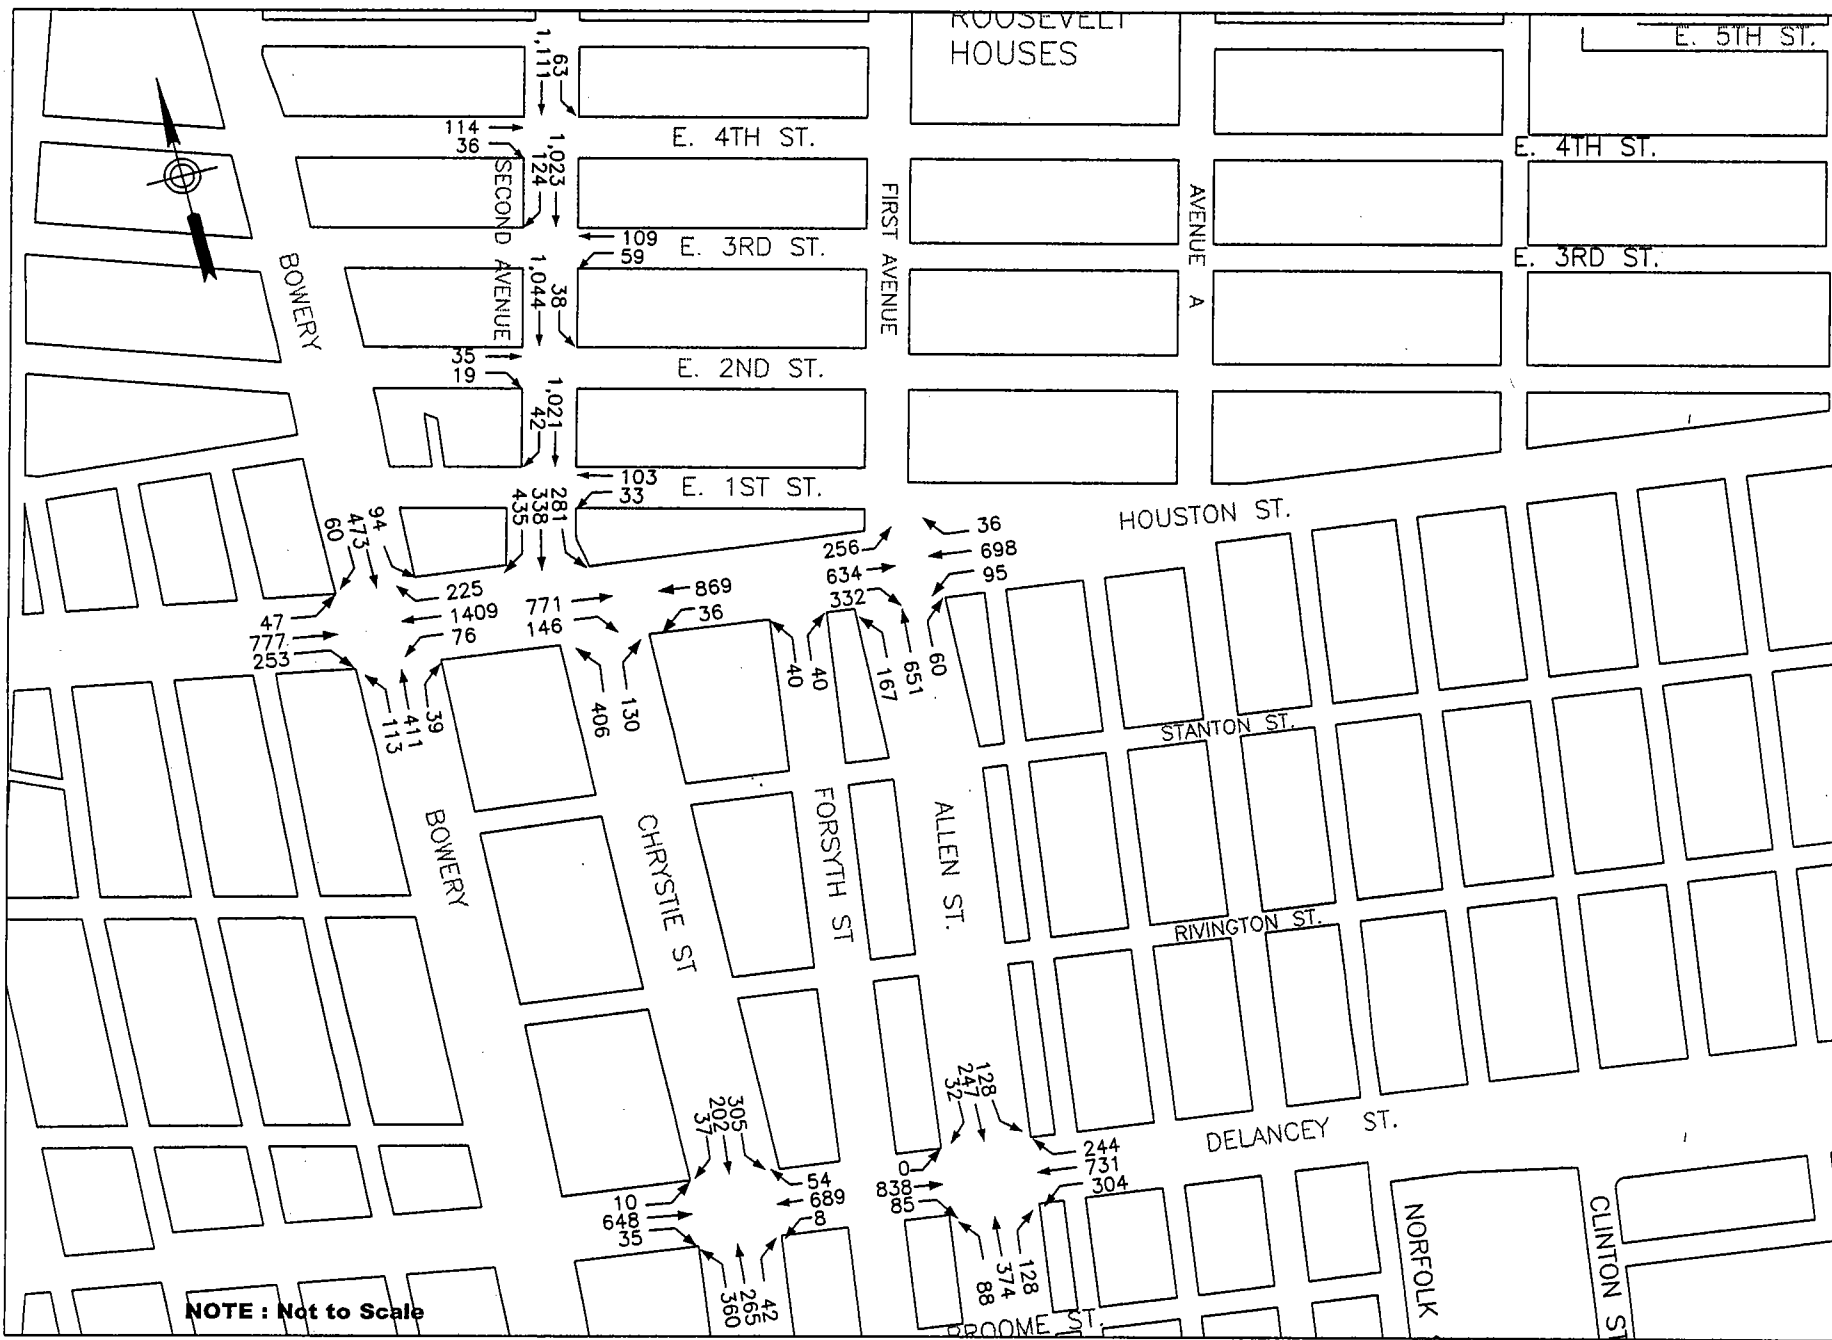 ROOSEVELT
HOUSES
E. 5TH ST.
1,111
63
114
36
E. 4TH ST.
E. 4TH ST.
1,023
124
SECOND AVENUE
FIRST AVENUE
AVENUE A
109
59
E. 3RD ST.
E. 3RD ST.
BOWERY
1,044
38
35
19
E. 2ND ST.
1,021
42
103
33
E. 1ST ST.
HOUSTON ST.
435
338
281
60
473
94
225
1409
76
47
777
253
771
146
869
36
256
634
332
36
698
95
113
411
39
406
130
40
40
167
651
60
STANTON ST.
BOWERY
CHRYSTIE ST
FORSYTH ST
ALLEN ST.
RIVINGTON ST.
37
202
305
32
247
128
DELANCEY ST.
54
689
8
10
648
35
0
838
85
244
731
304
360
265
42
88
374
128
NORFOLK
CLINTON ST
BROOME ST.
NOTE : Not to Scale